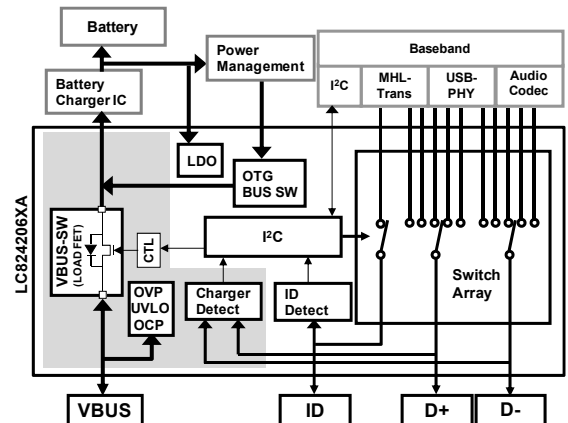 Battery
Power
Management
Baseband
Battery
Charger IC
I²C
MHL-
Trans
USB-
PHY
Audio
Codec
LC824206XA
LDO
OTG
BUS SW
VBUS-SW
(LOAD FET)
CTL
I²C
Switch
Array
OVP
UVLO
OCP
Charger
Detect
ID
Detect
VBUS
ID
D+
D-